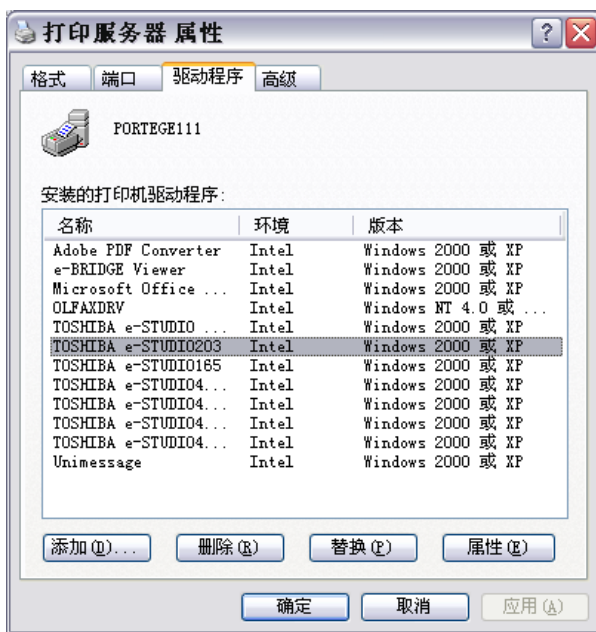 打印服务器 属性
格式 端口 驱动程序 高级
PORTEGE111
安装的打印机驱动程序:
名称 环境 版本
Adobe PDF Converter Intel Windows 2000 或 XP
e-BRIDGE Viewer Intel Windows 2000 或 XP
Microsoft Office ... Intel Windows 2000 或 XP
OLFAXDRV Intel Windows NT 4.0 或 ...
TOSHIBA e-STUDIO ... Intel Windows 2000 或 XP
TOSHIBA e-STUDIO203 Intel Windows 2000 或 XP
TOSHIBA e-STUDIO165 Intel Windows 2000 或 XP
TOSHIBA e-STUDIO4... Intel Windows 2000 或 XP
TOSHIBA e-STUDIO4... Intel Windows 2000 或 XP
TOSHIBA e-STUDIO4... Intel Windows 2000 或 XP
TOSHIBA e-STUDIO4... Intel Windows 2000 或 XP
Unimessage Intel Windows 2000 或 XP
添加(D)... 删除(R) 替换(P) 属性(E)
确定 取消 应用(A)